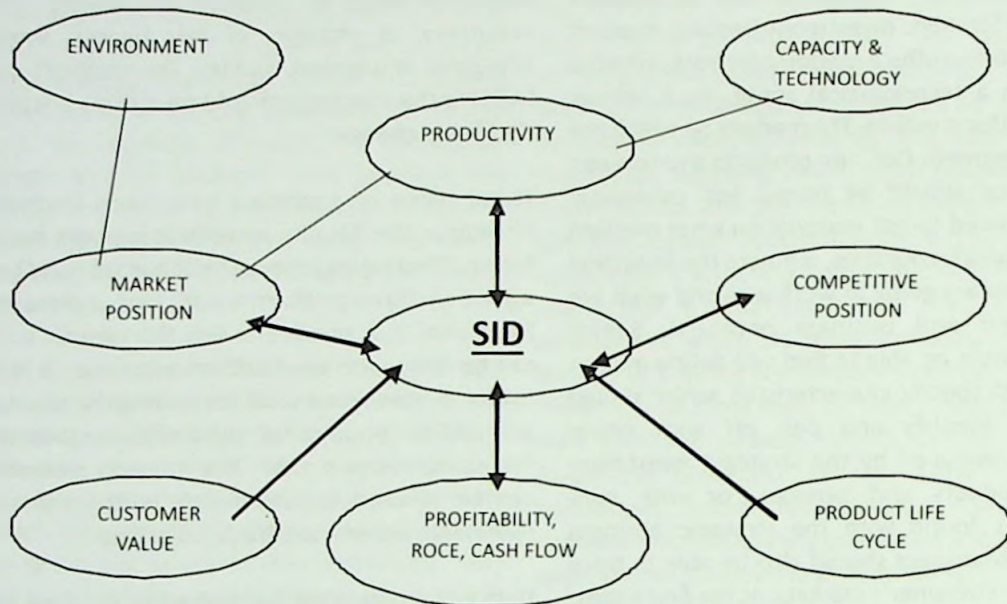 ENVIRONMENT
CAPACITY &
TECHNOLOGY
PRODUCTIVITY
MARKET
POSITION
SID
COMPETITIVE
POSITION
CUSTOMER
VALUE
PROFITABILITY,
ROCE, CASH FLOW
PRODUCT LIFE
CYCLE